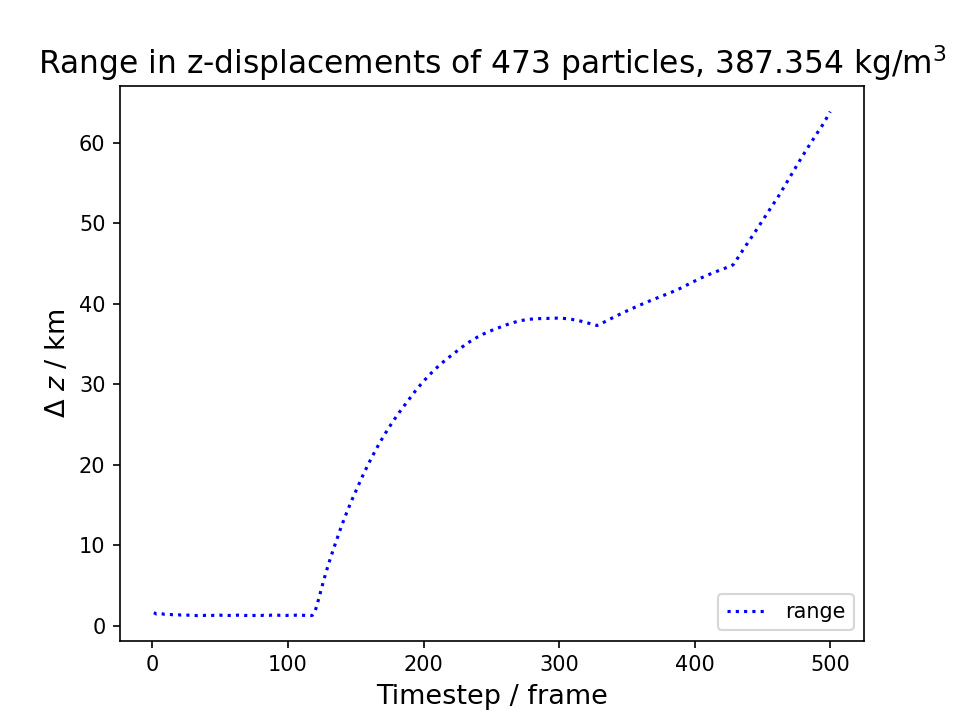 Range in z-displacements of 473 particles, 387.354 kg/m³
60
50
40
30
20
10
0
Δ z / km
0 100 200 300 400 500
Timestep / frame
range